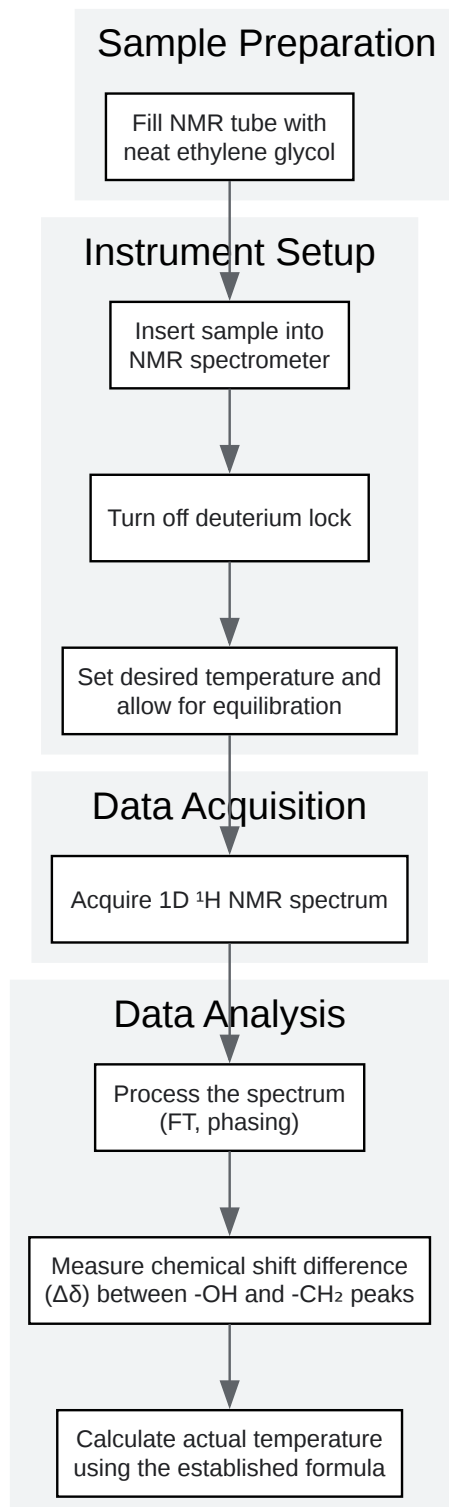 Sample Preparation
Fill NMR tube with
neat ethylene glycol
Instrument Setup
Insert sample into
NMR spectrometer
Turn off deuterium lock
Set desired temperature and
allow for equilibration
Data Acquisition
Acquire 1D ¹H NMR spectrum
Data Analysis
Process the spectrum
(FT, phasing)
Measure chemical shift difference
(Δδ) between -OH and -CH₂ peaks
Calculate actual temperature
using the established formula